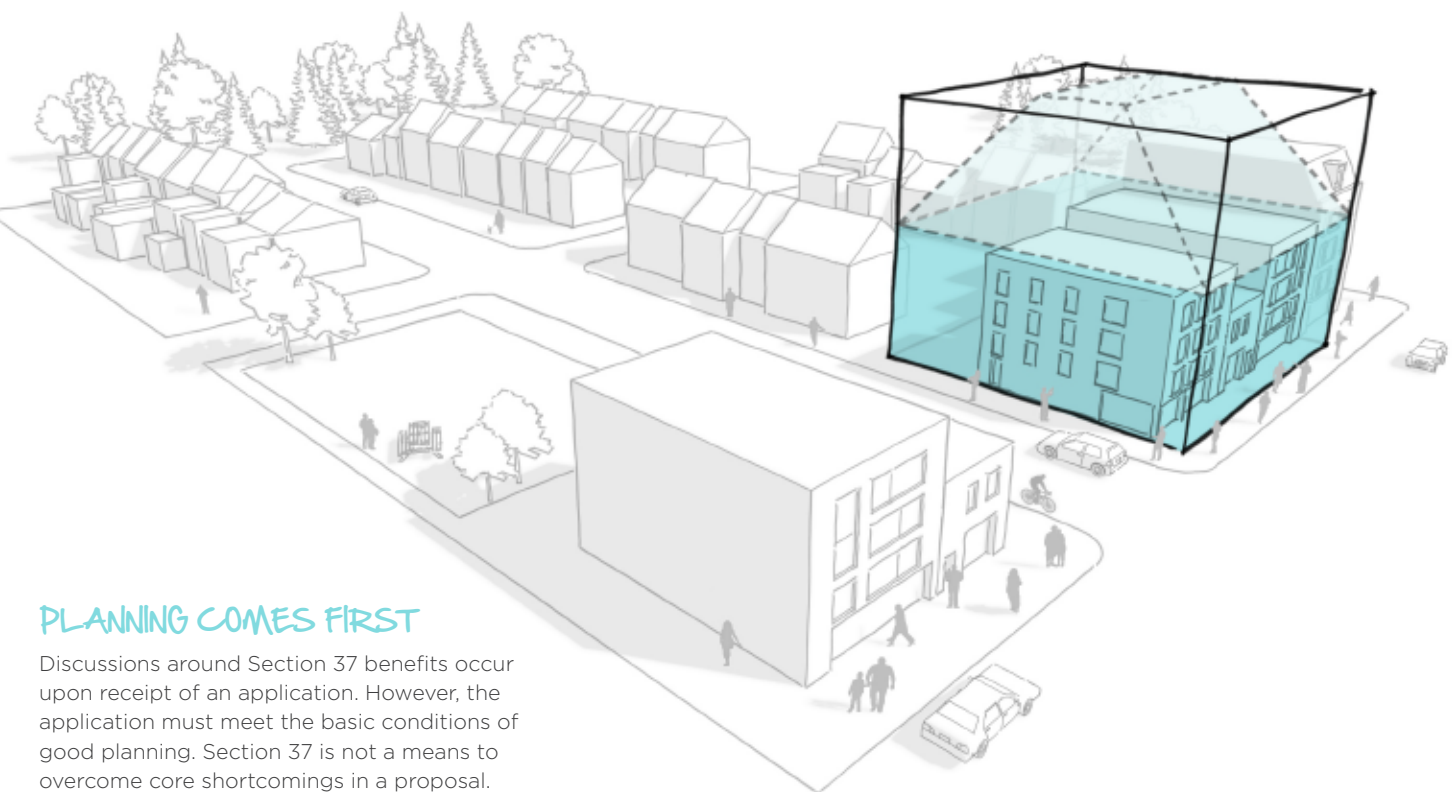 PLANNING COMES FIRST
Discussions around Section 37 benefits occur
upon receipt of an application. However, the
application must meet the basic conditions of
good planning. Section 37 is not a means to
overcome core shortcomings in a proposal.